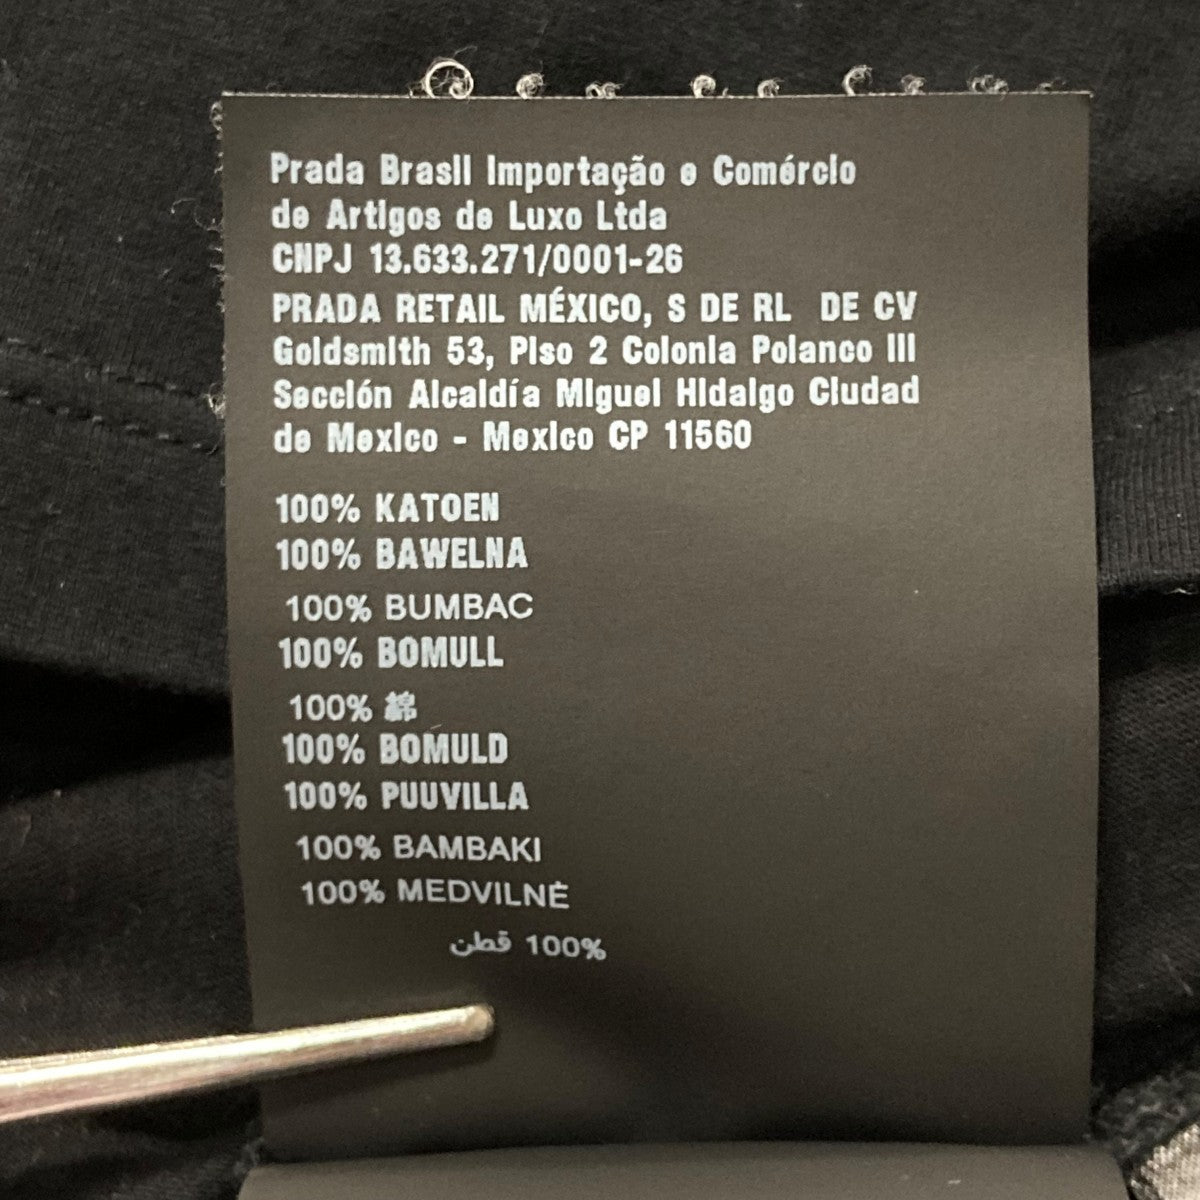 Prada Brasil Importação e Comércio
de Artigos de Luxo Ltda
CNPJ 13.633.271/0001-26
PRADA RETAIL MÉXICO, S DE RL DE CV
Goldsmith 53, Piso 2 Colonia Polanco III
Sección Alcaldía Miguel Hidalgo Ciudad
de Mexico - Mexico CP 11560
100% KATOEN
100% BAWELNA
100% BUMBAC
100% BOMULL
100% 綿
100% BOMULD
100% PUUVILLA
100% BAMBAKI
100% MEDVILNĖ
100% قطن